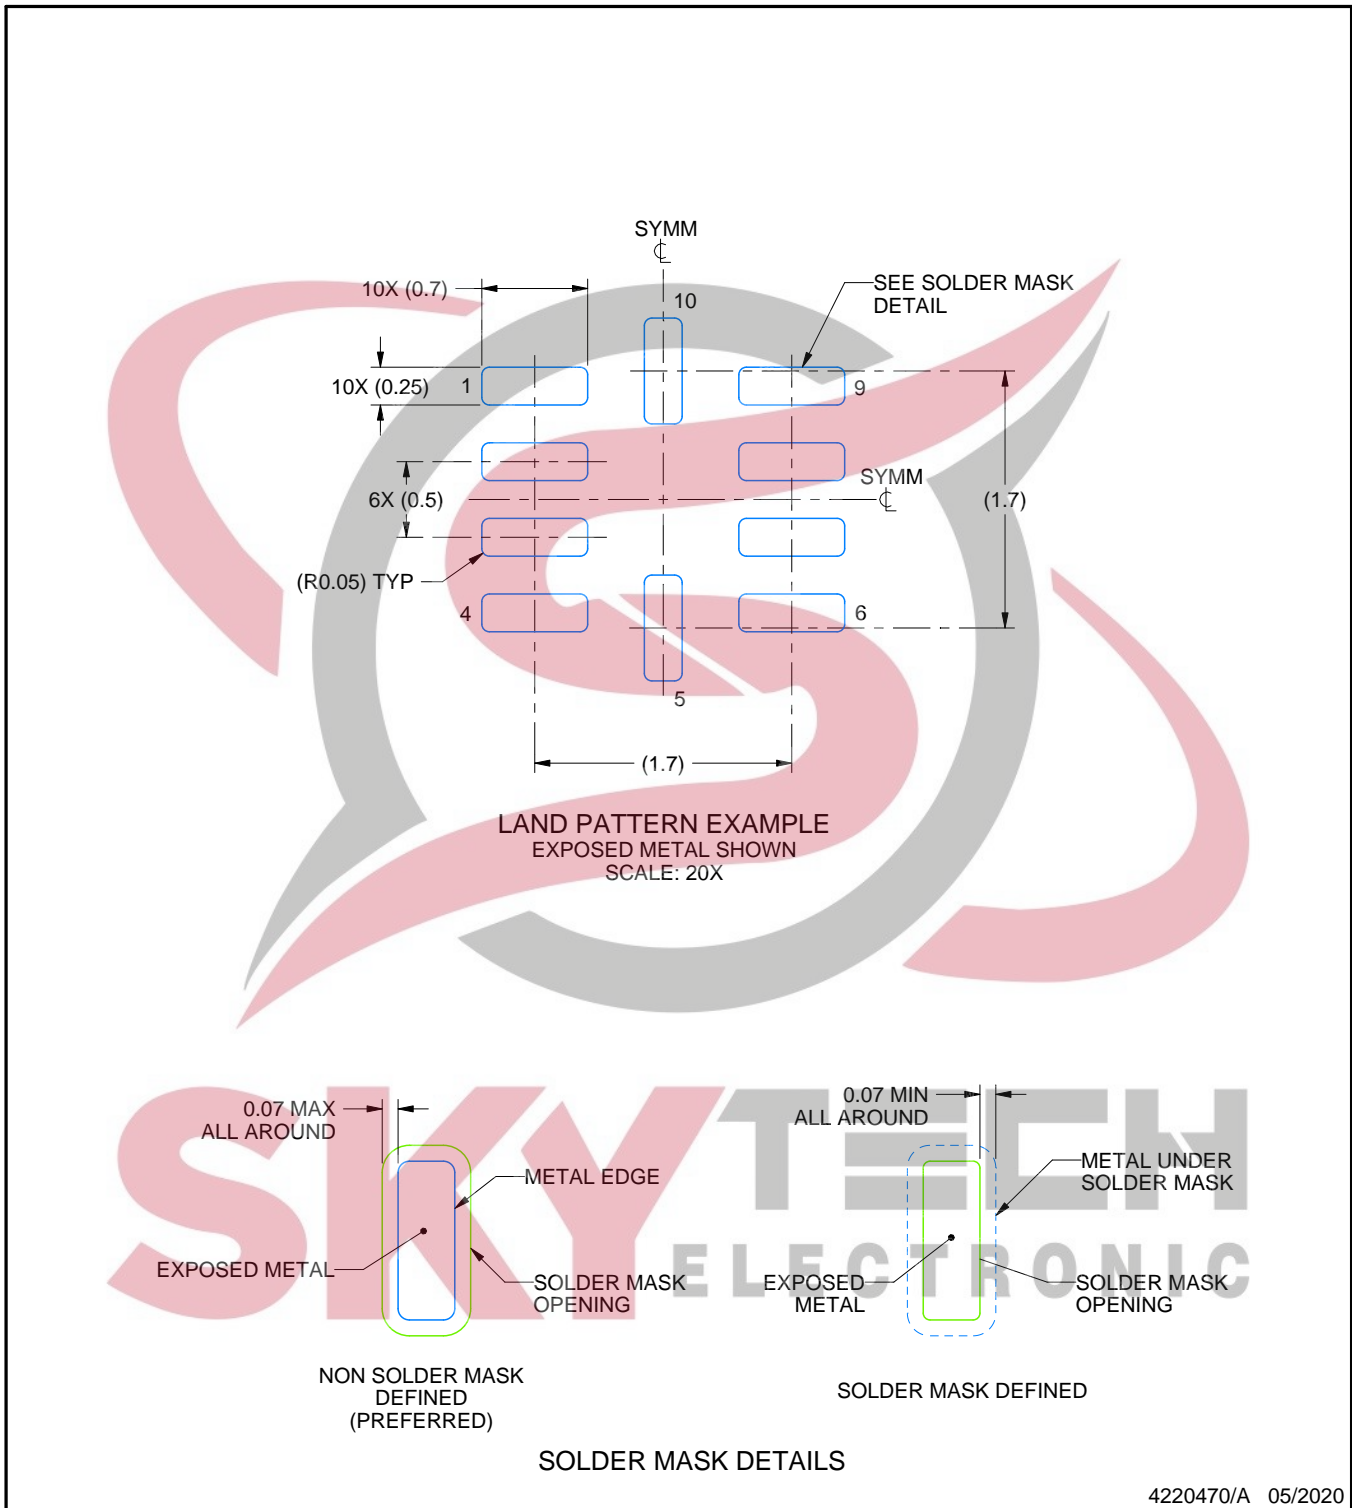 SYMM
10X (0.7)
10
SEE SOLDER MASK
DETAIL
10X (0.25)
1
9
SYMM
6X (0.5)
(1.7)
(R0.05) TYP
4
6
5
(1.7)
LAND PATTERN EXAMPLE
EXPOSED METAL SHOWN
SCALE: 20X
0.07 MAX
ALL AROUND
METAL EDGE
EXPOSED METAL
SOLDER MASK
OPENING
NON SOLDER MASK
DEFINED
(PREFERRED)
0.07 MIN
ALL AROUND
METAL UNDER
SOLDER MASK
EXPOSED
METAL
SOLDER MASK
OPENING
SOLDER MASK DEFINED
SOLDER MASK DETAILS
4220470/A 05/2020
SKY TECH
ELECTRONIC